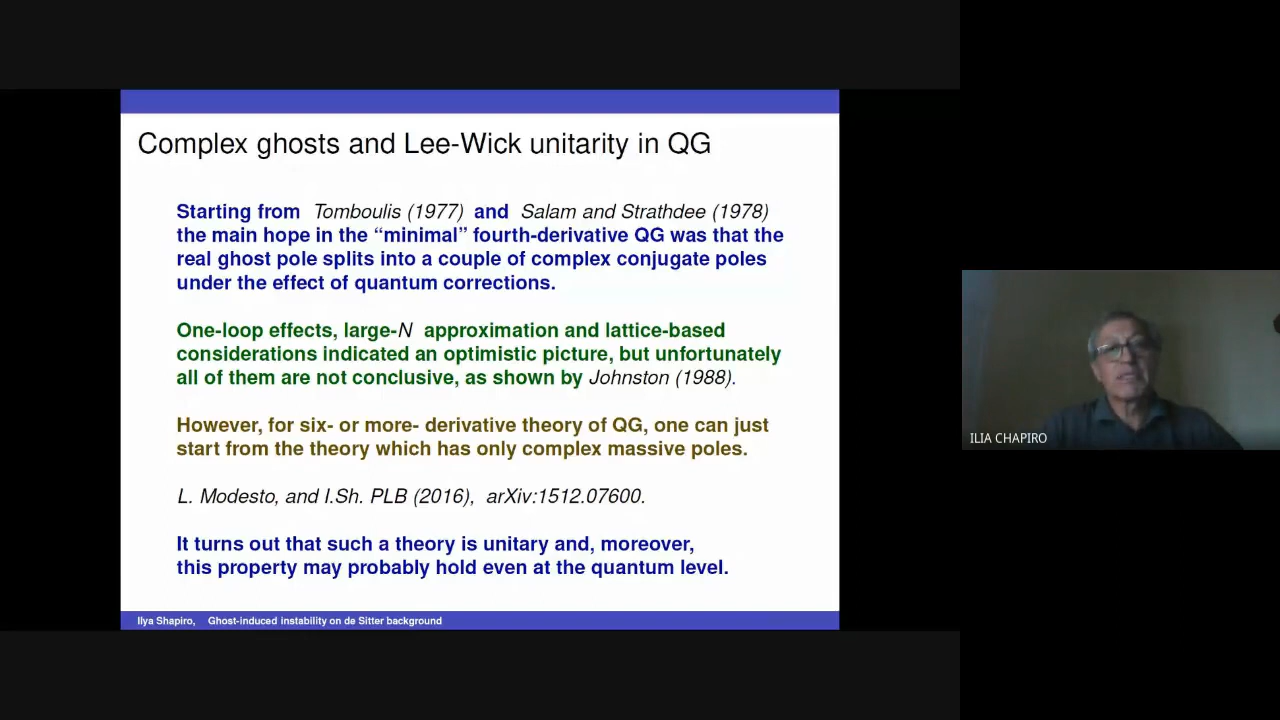 Complex ghosts and Lee-Wick unitarity in QG
Starting from Tomboulis (1977) and Salam and Strathdee (1978)
the main hope in the “minimal” fourth-derivative QG was that the
real ghost pole splits into a couple of complex conjugate poles
under the effect of quantum corrections.
One-loop effects, large-N approximation and lattice-based
considerations indicated an optimistic picture, but unfortunately
all of them are not conclusive, as shown by Johnston (1988).
However, for six- or more- derivative theory of QG, one can just
start from the theory which has only complex massive poles.
L. Modesto, and I.Sh. PLB (2016), arXiv:1512.07600.
It turns out that such a theory is unitary and, moreover,
this property may probably hold even at the quantum level.
Ilya Shapiro, Ghost-induced instability on de Sitter background
ILIA CHAPIRO